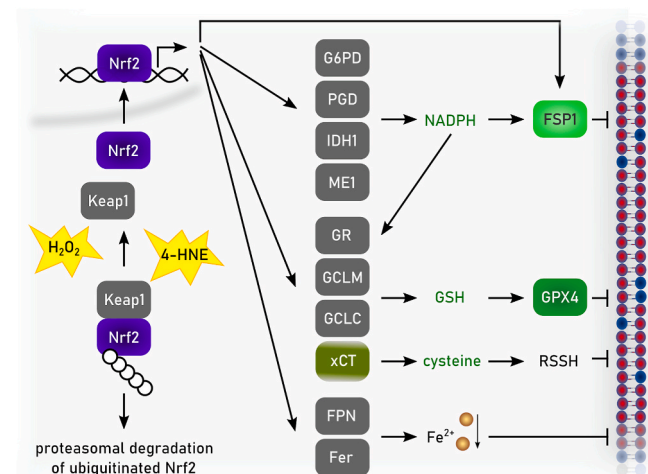 Nrf2
Nrf2
Keap1
H₂O₂
4-HNE
Keap1
Nrf2
proteasomal degradation
of ubiquitinated Nrf2
G6PD
PGD
IDH1
ME1
NADPH
FSP1
GR
GCLM
GCLC
GSH
GPX4
xCT
cysteine
RSSH
FPN
Fer
Fe²⁺